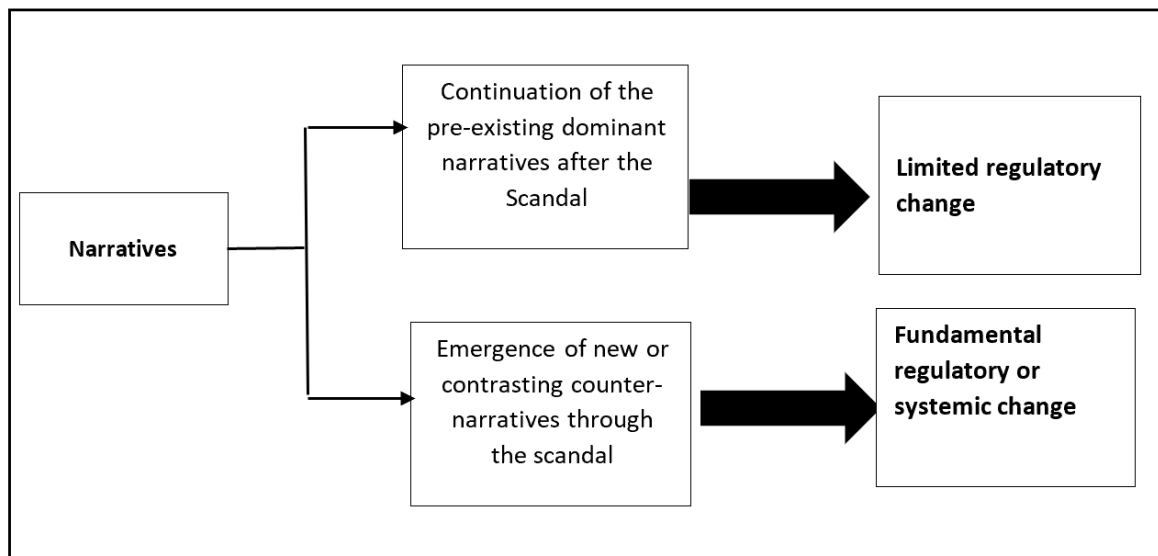 Narratives
Continuation of the
pre-existing dominant
narratives after the
Scandal
Limited regulatory
change
Emergence of new or
contrasting counter-
narratives through
the scandal
Fundamental
regulatory or
systemic change